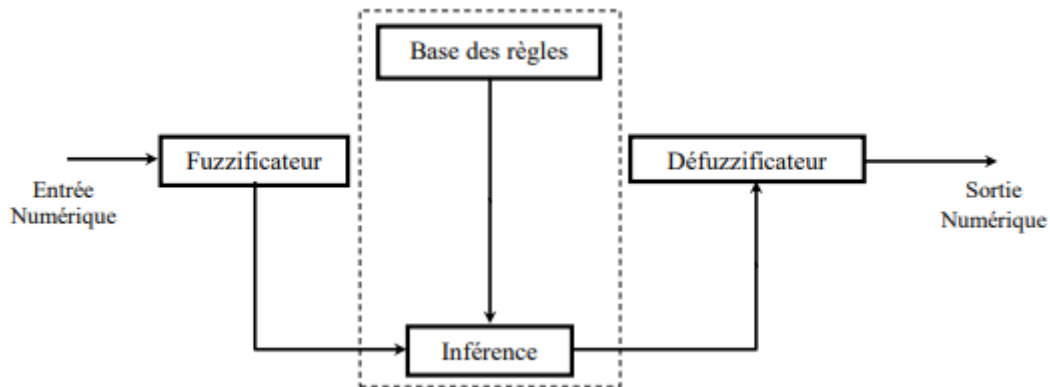 Base des règles
Fuzzificateur
Défuzzificateur
Entrée
Numérique
Sortie
Numérique
Inférence